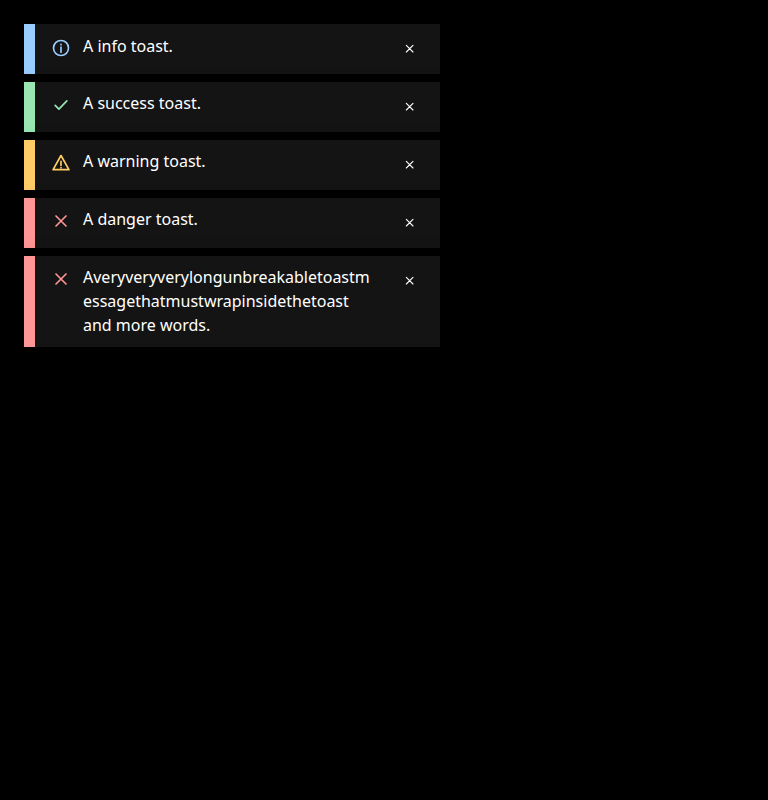 A info toast.
A success toast.
A warning toast.
A danger toast.
Averyveryverylongunbreakabletoastm
essagethatmustwrapinsidethetoast
and more words.